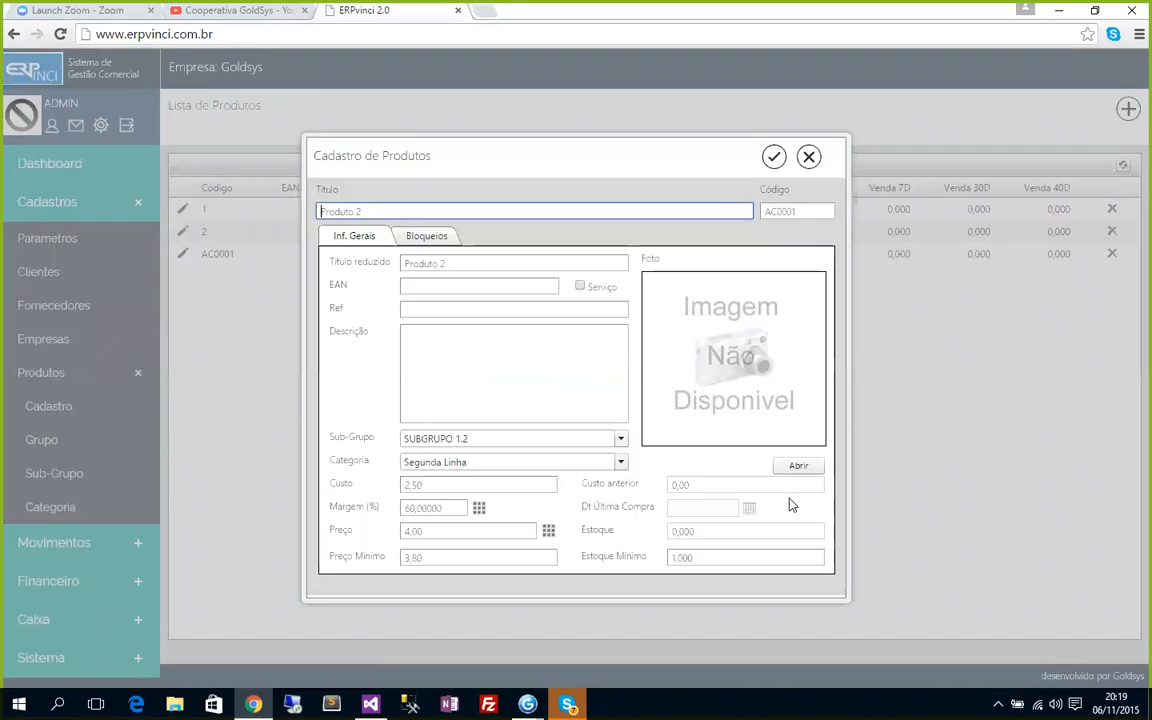 Launch Zoom - Zoom
Cooperativa GoldSys - Yo
ERPvinci 2.0
www.erpvinci.com.br
ERP VINCI
Sistema de
Gestão Comercial
Empresa: Goldsys
ADMIN
Lista de Produtos
Dashboard
Cadastros
Parametros
Clientes
Fornecedores
Empresas
Produtos
Cadastro
Grupo
Sub-Grupo
Categoria
Movimentos
Financeiro
Caixa
Sistema
Código EAN Venda 7D Venda 30D Venda 40D
1 0,000 0,000 0,000
2 0,000 0,000 0,000
AC0001 0,000 0,000 0,000
Cadastro de Produtos
Título Código
Produto 2 AC0001
Inf. Gerais Bloqueios
Título reduzido Produto 2 Foto
EAN Serviço
Ref
Descrição
Imagem
Não
Disponivel
Sub-Grupo SUBGRUPO 1.2
Categoria Segunda Linha Abrir
Custo 2,50 Custo anterior 0,00
Margem (%) 60,00000 Dt Última Compra
Preço 4,00 Estoque 0,000
Preço Mínimo 3,80 Estoque Mínimo 1,000
desenvolvido por Goldsys
20:19
06/11/2015